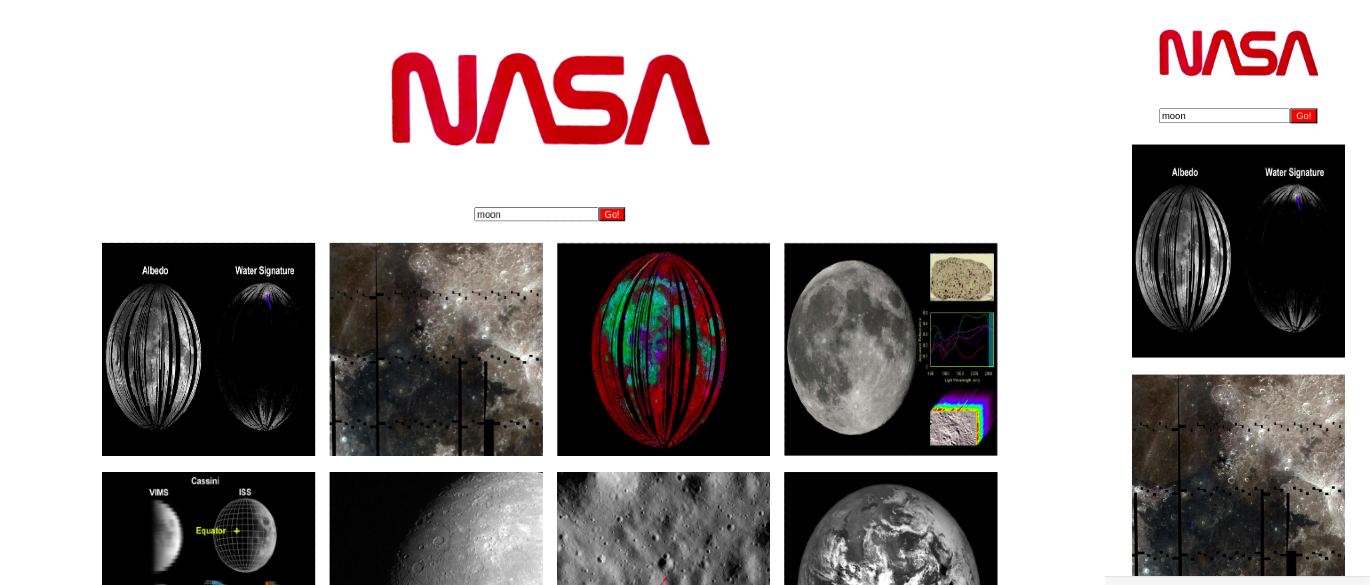 NASA
moon Go!
Albedo Water Signature
Cassini
VIMS ISS
Equator
NASA
moon Go!
Albedo Water Signature